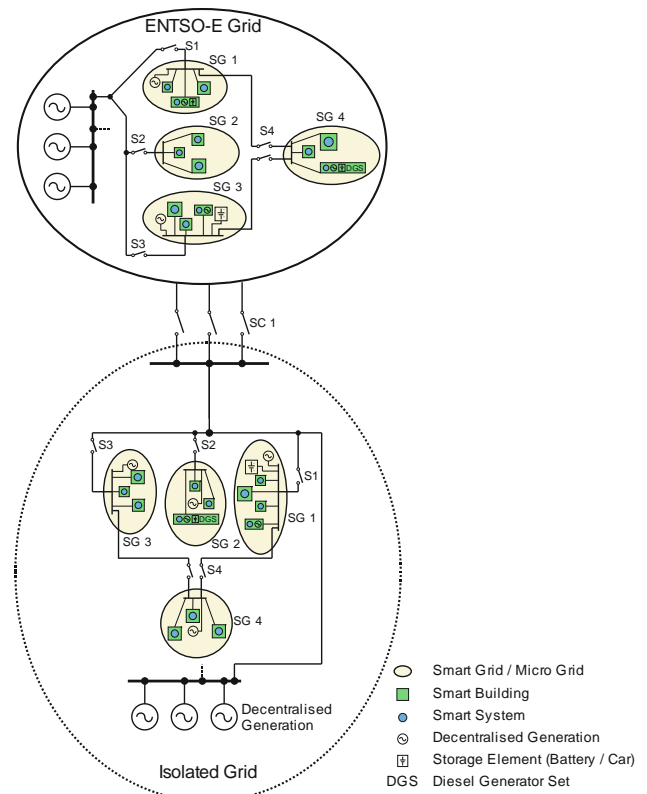 ENTSO-E Grid
S1
SG 1
S2
SG 2
S4
SG 4
DGS
SG 3
S3
SC 1
S3
S2
S1
SG 3
DGS
SG 2
SG 1
S4
SG 4
Decentralised
Generation
Isolated Grid
Smart Grid / Micro Grid
Smart Building
Smart System
Decentralised Generation
Storage Element (Battery / Car)
DGS Diesel Generator Set